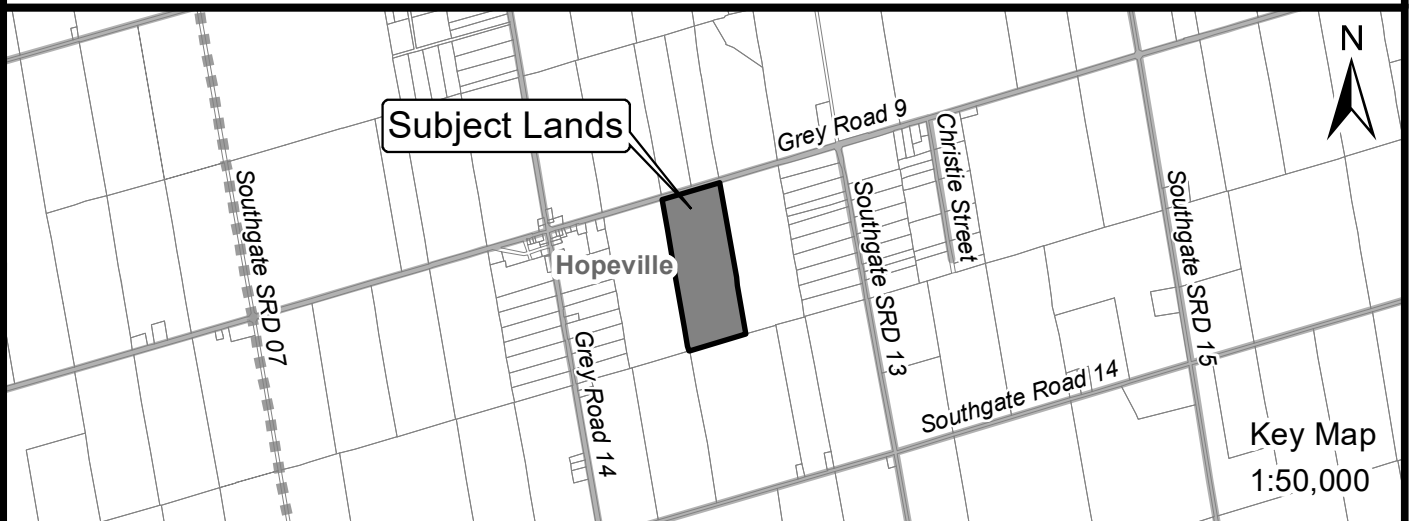 N
Subject Lands
Grey Road 9
Christie Street
Southgate SRD 07
Southgate SRD 13
Southgate SRD 15
Hopeville
Grey Road 14
Southgate Road 14
Key Map
1:50,000